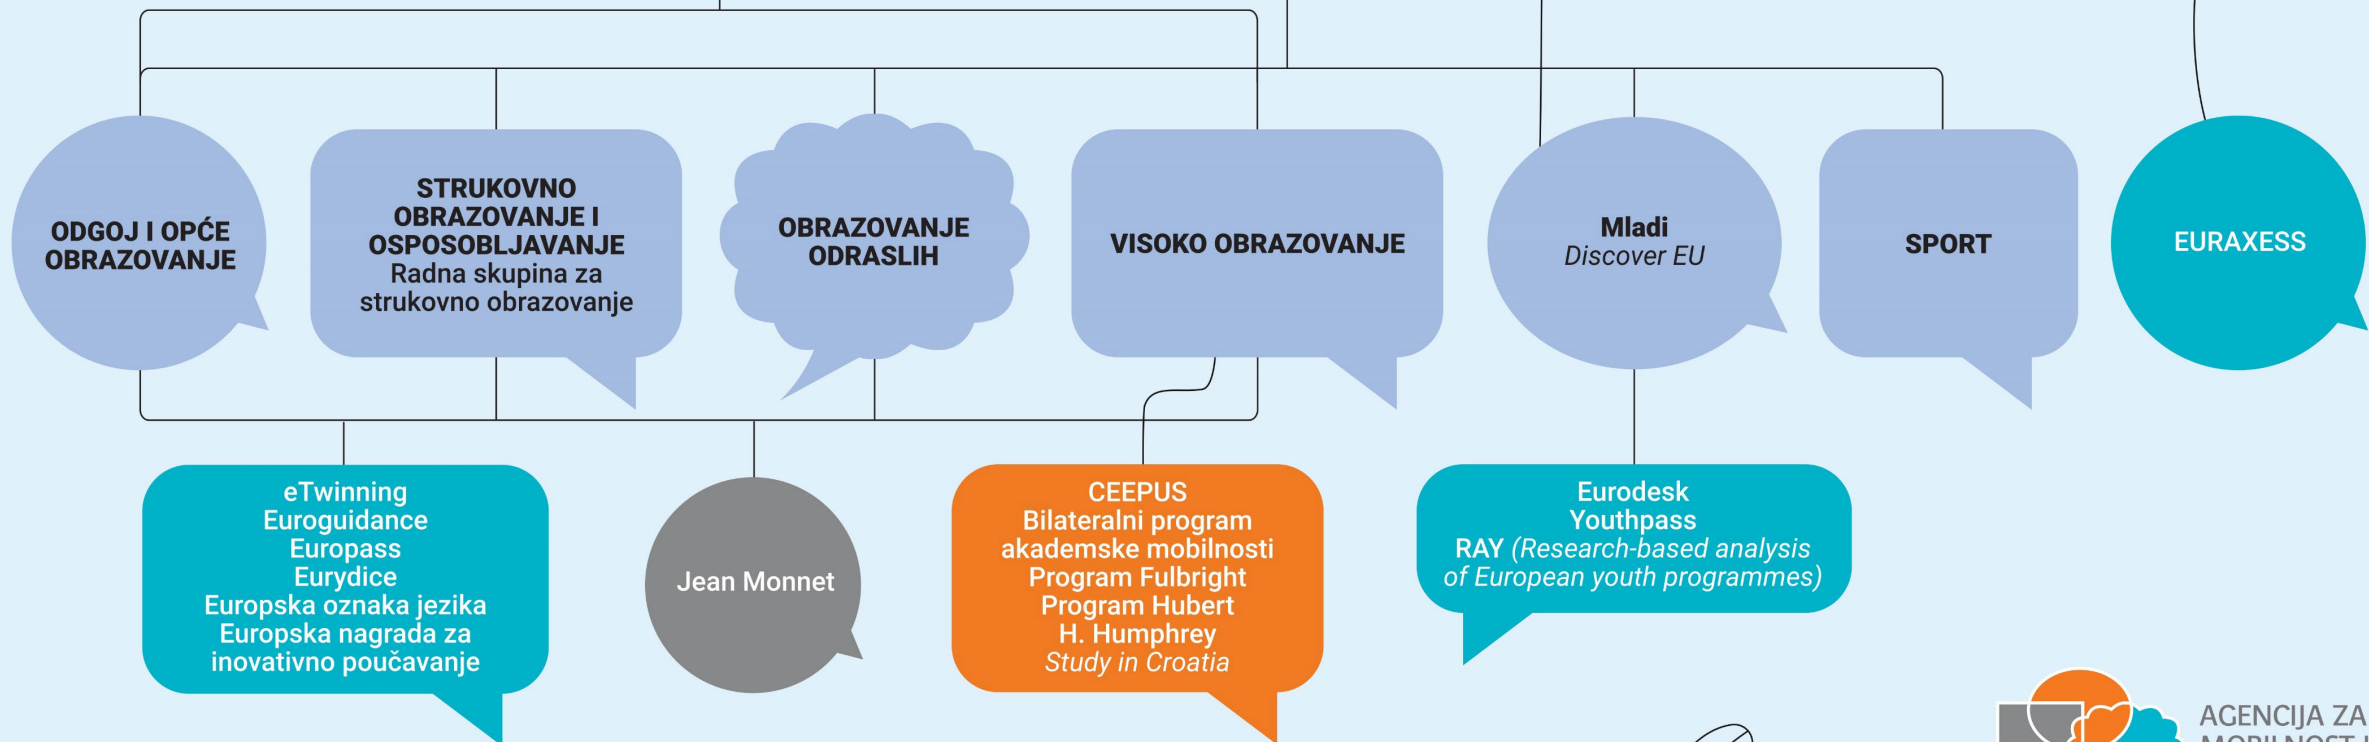 ODGOJ I OPĆE
OBRAZOVANJE
STRUKOVNO
OBRAZOVANJE I
OSPOSOBLJAVANJE
Radna skupina za
strukovno obrazovanje
OBRAZOVANJE
ODRASLIH
VISOKO OBRAZOVANJE
Mladi
Discover EU
SPORT
EURAXESS
eTwinning
Euroguidance
Europass
Eurydice
Europska oznaka jezika
Europska nagrada za
inovativno poučavanje
Jean Monnet
CEEPUS
Bilateralni program
akademske mobilnosti
Program Fulbright
Program Hubert
H. Humphrey
Study in Croatia
Eurodesk
Youthpass
RAY (Research-based analysis
of European youth programmes)
AGENCIJA ZA
MOBILNOST I